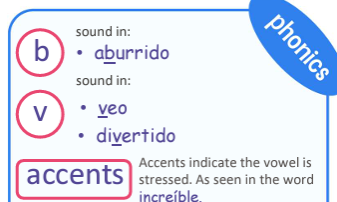 phonics
b
sound in:
• aburrido
sound in:
v
• veo
• divertido
accents
Accents indicate the vowel is
stressed. As seen in the word
increíble.